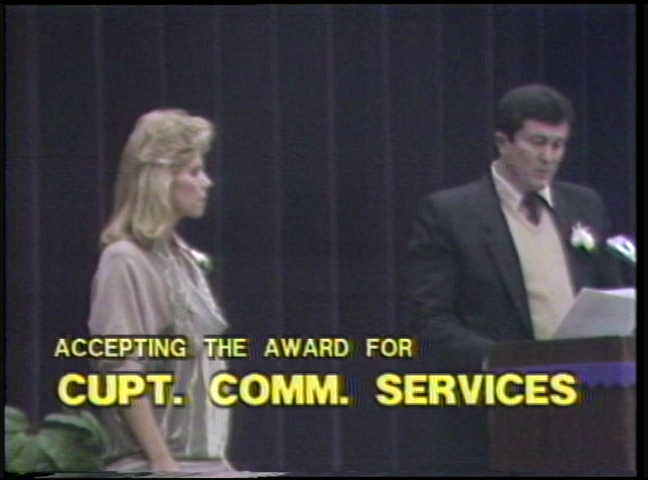 ACCEPTING THE AWARD FOR
CUPT. COMM. SERVICES